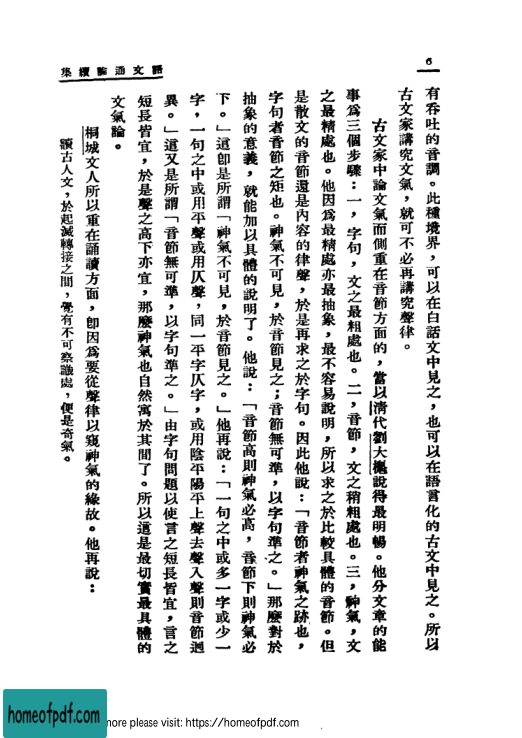 6
語文通論續集
有吞吐的音調。此種境界，可以在白話文中見之，也可以在語言化的古文中見之。所以
古文家講究文氣，就可不必再講究聲律。
古文家中論文氣而側重在音節方面的，當以清代劉大櫆說得最明暢。他分文章的能
事爲三個步驟：一，字句，文之最粗處也。二，音節，文之稍粗處也。三，神氣，文
之最精處也。他因爲最精處亦最抽象，最不容易說明，所以求之於比較具體的音節。但
是散文的音節還是內容的律聲，於是再求之於字句。因此他說：「音節者神氣之跡也，
字句者音節之矩也。神氣不可見，於音節見之；音節無可準，以字句準之。」那麼對於
抽象的意義，就能加以具體的說明了。他說：「音節高則神氣必高，音節下則神氣必
下。」這卽是所謂「神氣不可見，於音節見之。」他再說：「一句之中或多一字或少一
字，一句之中或用平聲或用仄聲，同一平字仄字，或用陰平陽平上聲去聲入聲則音節迥
異。」這又是所謂「音節無可準，以字句準之。」由字句問題以使言之短長皆宜，言之
短長皆宜，於是聲之高下亦宜，那麼神氣也自然寓於其間了。所以這是最切實最具體的
文氣論。
桐城文人所以重在誦讀方面，卽因爲要從聲律以窺神氣的緣故。他再說：
讀古人文，於起滅轉接之間，覺有不可察識處，便是奇氣。
homeofpdf.com
more please visit: https://homeofpdf.com